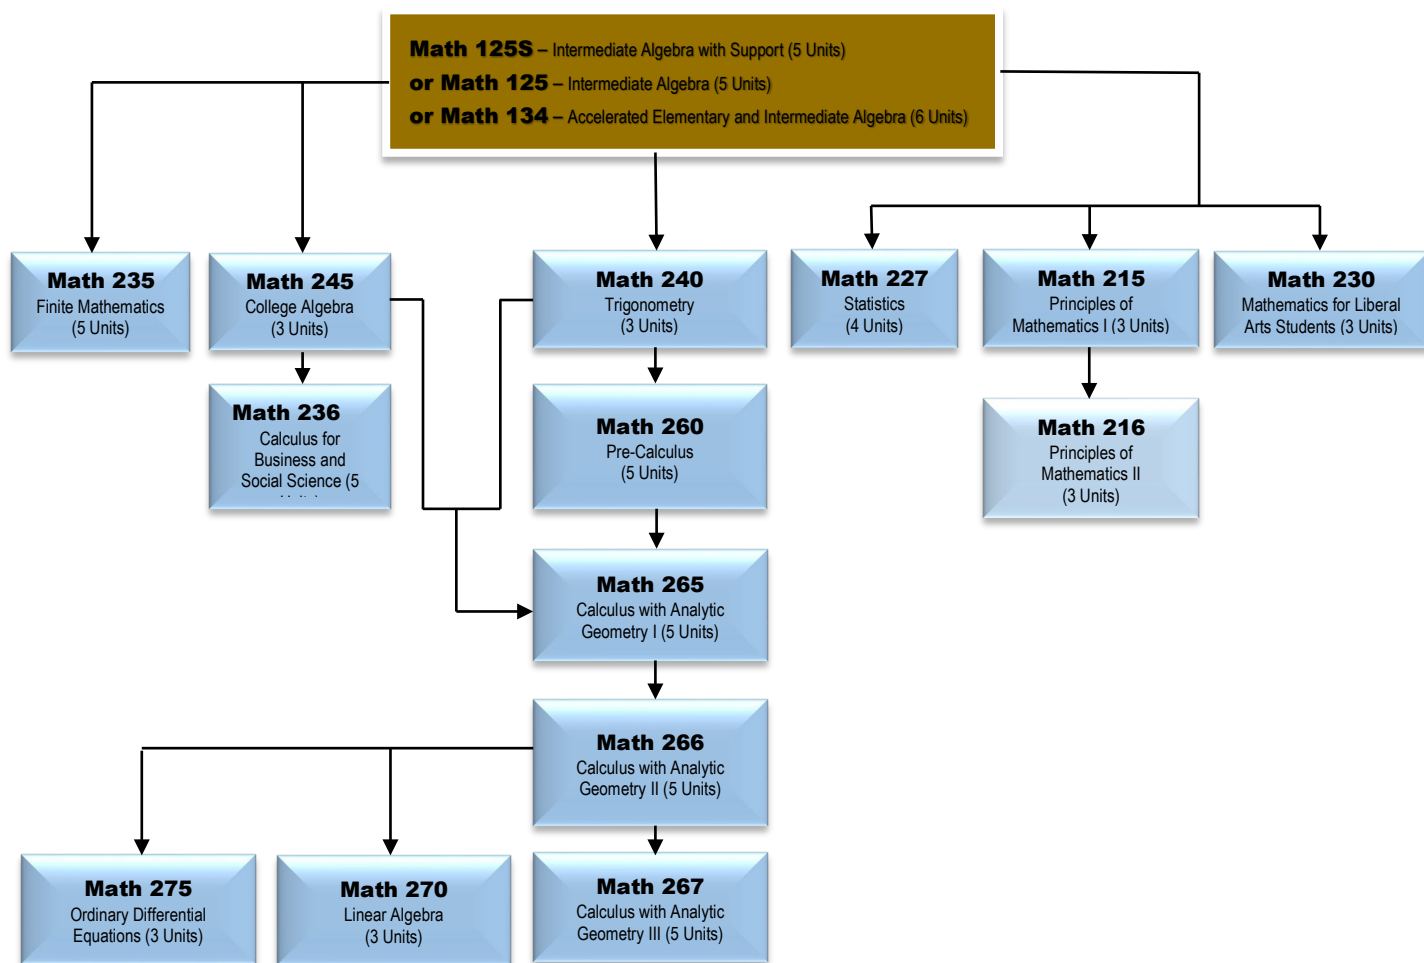 Math 125S – Intermediate Algebra with Support (5 Units)
or Math 125 – Intermediate Algebra (5 Units)
or Math 134 – Accelerated Elementary and Intermediate Algebra (6 Units)
Math 235
Finite Mathematics
(5 Units)
Math 245
College Algebra
(3 Units)
Math 240
Trigonometry
(3 Units)
Math 227
Statistics
(4 Units)
Math 215
Principles of
Mathematics I (3 Units)
Math 230
Mathematics for Liberal
Arts Students (3 Units)
Math 236
Calculus for
Business and
Social Science (5
Math 260
Pre-Calculus
(5 Units)
Math 216
Principles of
Mathematics II
(3 Units)
Math 265
Calculus with Analytic
Geometry I (5 Units)
Math 266
Calculus with Analytic
Geometry II (5 Units)
Math 275
Ordinary Differential
Equations (3 Units)
Math 270
Linear Algebra
(3 Units)
Math 267
Calculus with Analytic
Geometry III (5 Units)